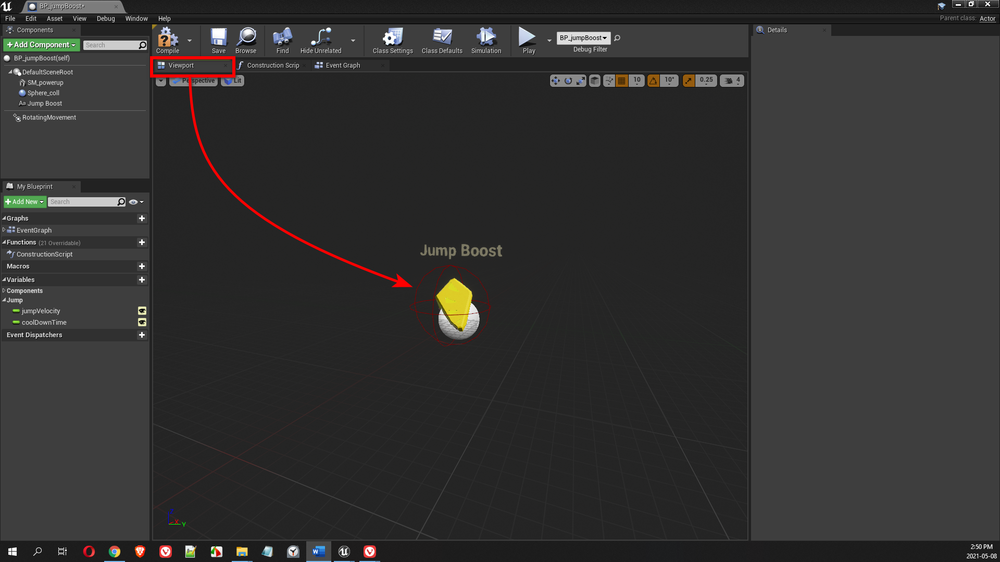 BP_jumpBoost*
File Edit Asset View Debug Window Help
Parent class: Actor
Components
+Add Component
Search
BP_jumpBoost(self)
DefaultSceneRoot
SM_powerup
Sphere_coll
Aa Jump Boost
RotatingMovement
My Blueprint
+Add New
Search
Graphs
EventGraph
Functions (21 Overridable)
ConstructionScript
Macros
Variables
Components
Jump
jumpVelocity
coolDownTime
Event Dispatchers
Compile
Save
Browse
Find
Hide Unrelated
Class Settings
Class Defaults
Simulation
Play
BP_jumpBoost
Debug Filter
Viewport
Construction Scrip
Event Graph
Perspective
Lit
10
10°
0.25
4
Jump Boost
Z
X
Y
Details
2:50 PM
2021-05-08